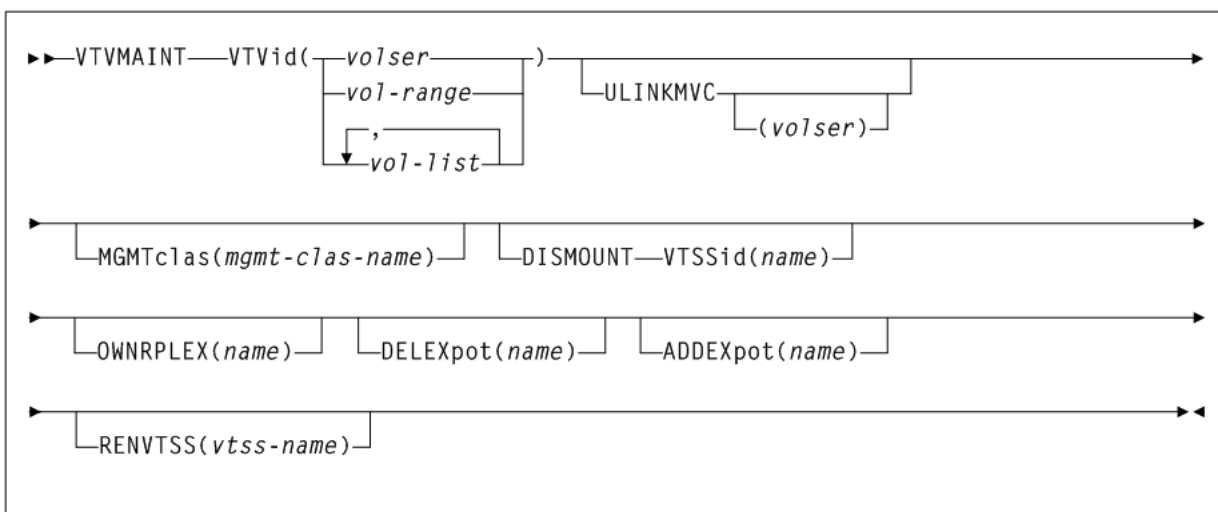 VTVMAINT VTVid( volser ) ULINKMVC (volser)
vol-range
,
vol-list
MGMTclas(mgmt-clas-name) DISMOUNT VTSSid(name)
OWNRPLEX(name) DELEXpot(name) ADDEXpot(name)
RENVTSS(vtss-name)